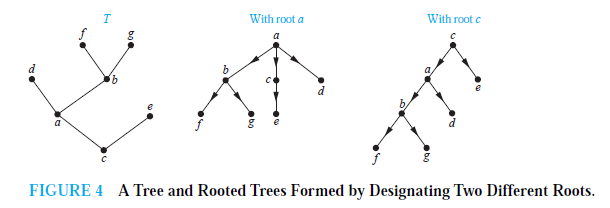 T
With root a
With root c
f
g
d
b
e
a
c
a
b
c
d
f
g
e
c
a
e
b
d
f
g
FIGURE 4 A Tree and Rooted Trees Formed by Designating Two Different Roots.